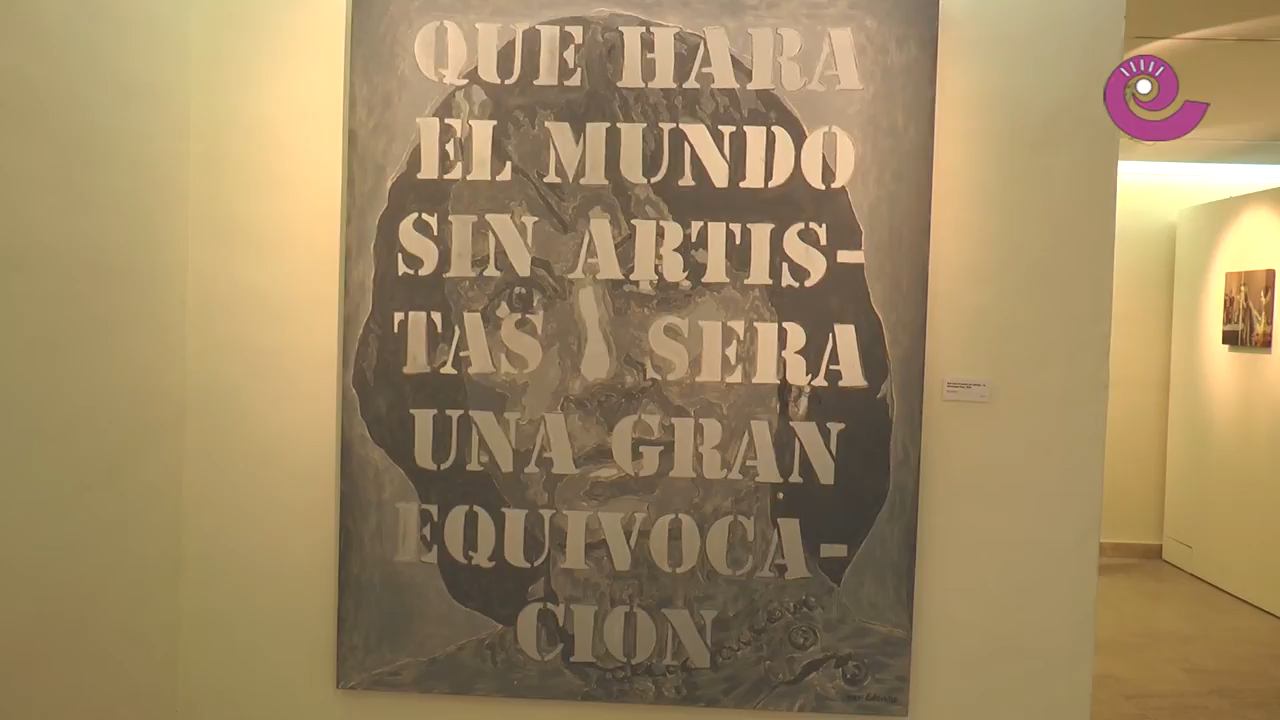 QUE HARA
EL MUNDO
SIN ARTIS-
TAS Y SERA
UNA GRAN
EQUIVOCA-
CION